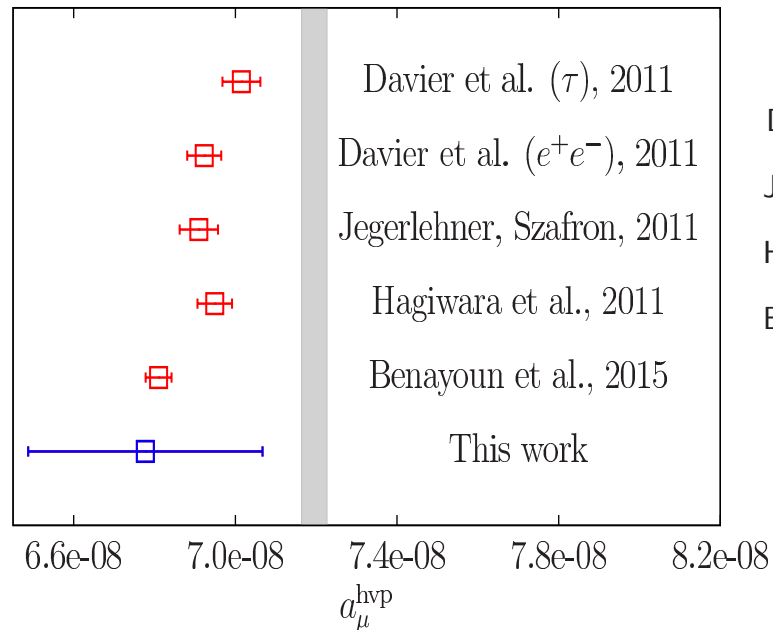 Davier et al. (τ), 2011
Davier et al. (e⁺e⁻), 2011
Jegerlehner, Szafron, 2011
Hagiwara et al., 2011
Benayoun et al., 2015
This work
6.6e-08 7.0e-08 7.4e-08 7.8e-08 8.2e-08
a_μ^hvp